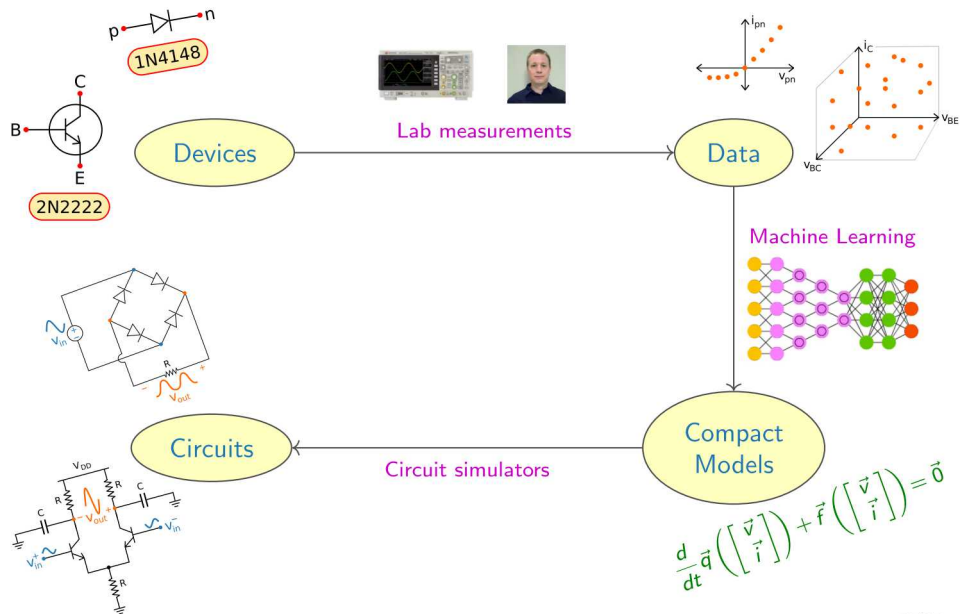 p n
1N4148
C
B
E
2N2222
Devices
Lab measurements
Data
i_pn
v_pn
i_C
v_BE
v_BC
Machine Learning
Compact
Models
d/dt q⃗([v⃗ i⃗]) + f⃗([v⃗ i⃗]) = 0⃗
Circuit simulators
Circuits
v_in
+
-
R
- +
v_out
V_DD
R R
C C
- v_out +
v_in^+
v_in^-
R